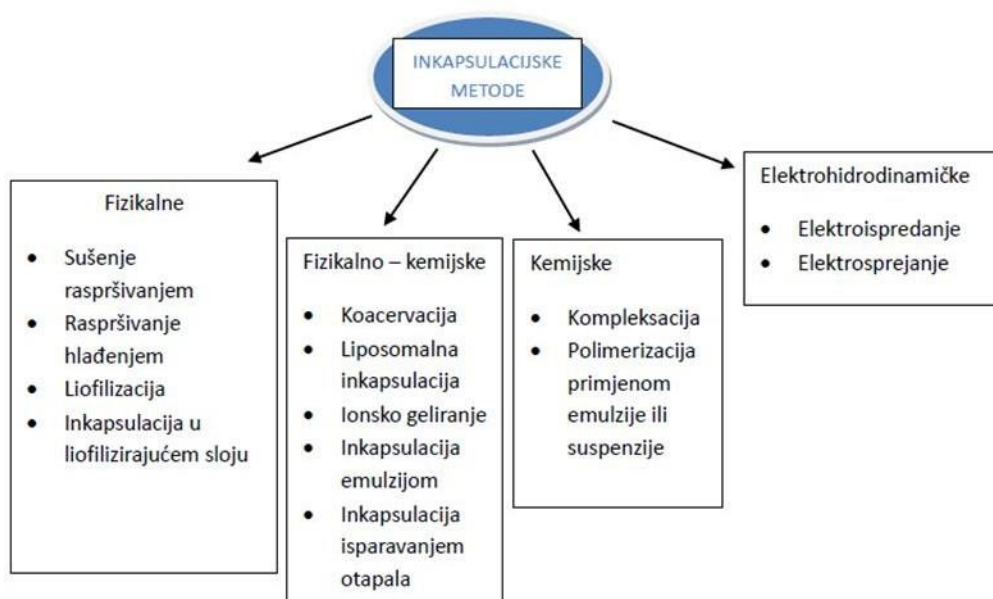 INKAPSULACIJSKE
METODE
Fizikalne
• Sušenje
raspršivanjem
• Raspršivanje
hlađenjem
• Liofilizacija
• Inkapsulacija u
liofilizirajućem sloju
Fizikalno – kemijske
• Koacervacija
• Liposomalna
inkapsulacija
• Ionsko geliranje
• Inkapsulacija
emulzijom
• Inkapsulacija
isparavanjem
otapala
Kemijske
• Kompleksacija
• Polimerizacija
primjenom
emulzije ili
suspenzije
Elektrohidrodinamičke
• Elektroispredanje
• Elektrosprejanje